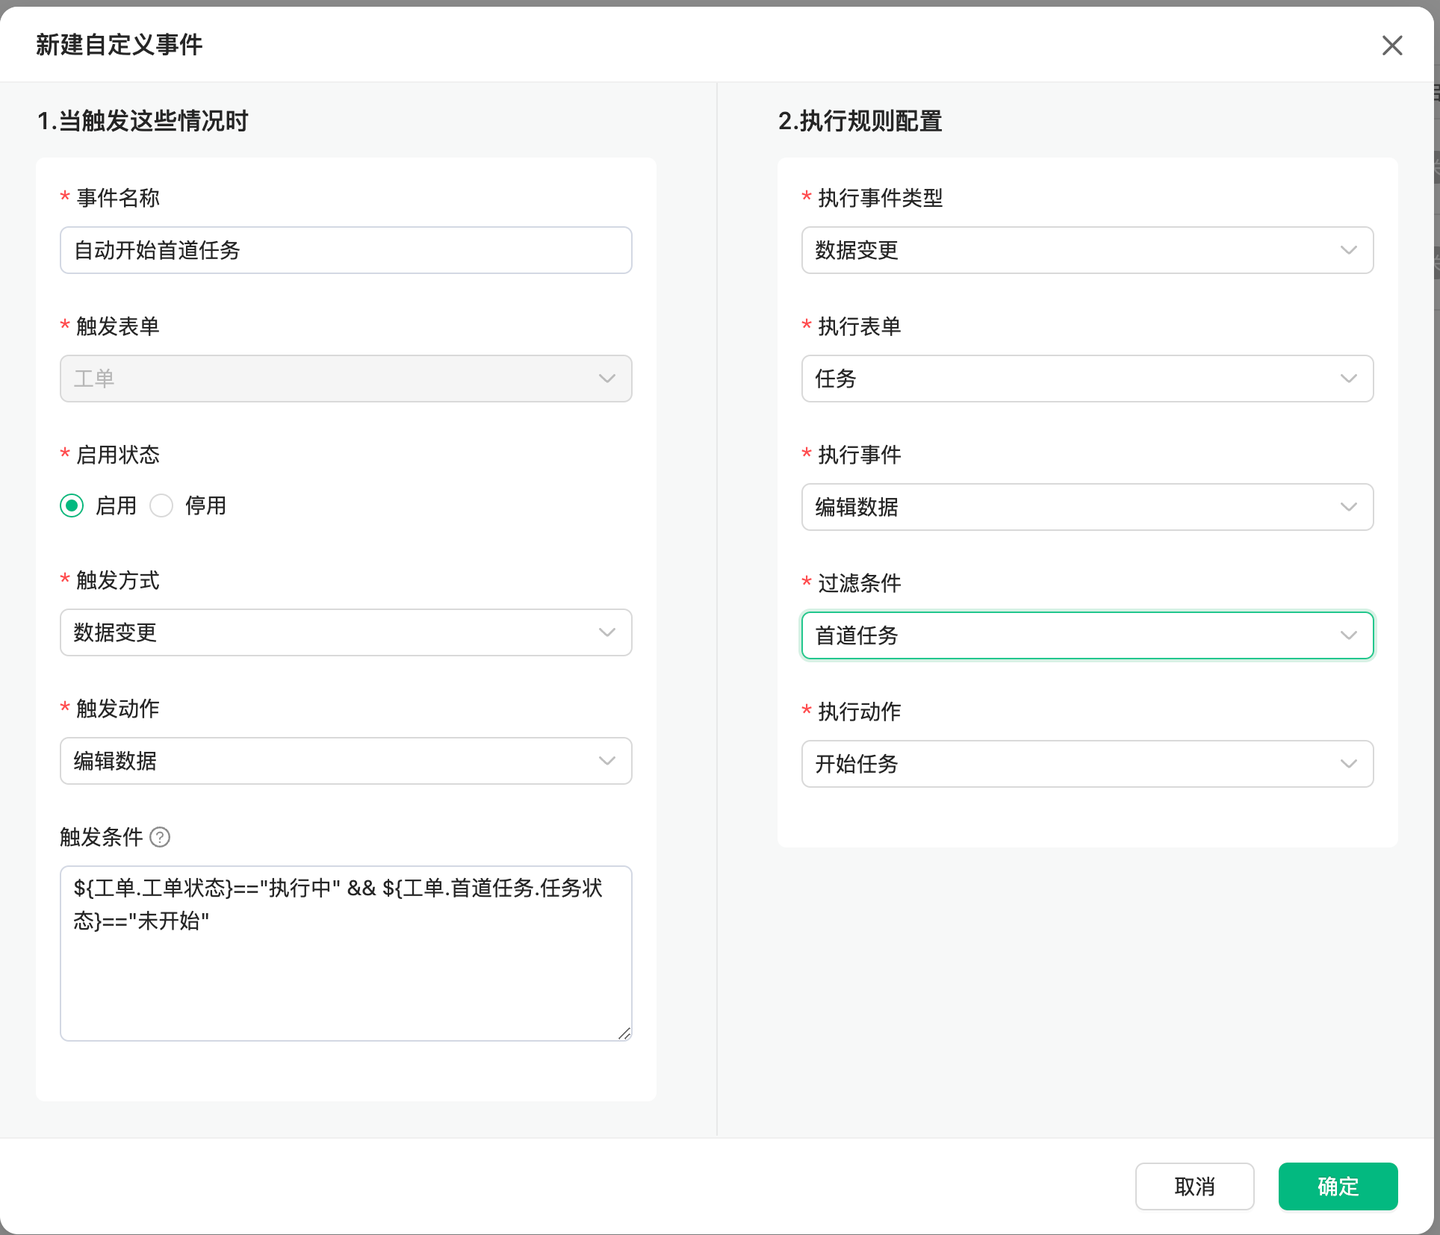 新建自定义事件
1.当触发这些情况时
* 事件名称
自动开始首道任务
* 触发表单
工单
* 启用状态
启用 停用
* 触发方式
数据变更
* 触发动作
编辑数据
触发条件 ?
${工单.工单状态}=="执行中" && ${工单.首道任务.任务状
态}=="未开始"
2.执行规则配置
* 执行事件类型
数据变更
* 执行表单
任务
* 执行事件
编辑数据
* 过滤条件
首道任务
* 执行动作
开始任务
取消
确定